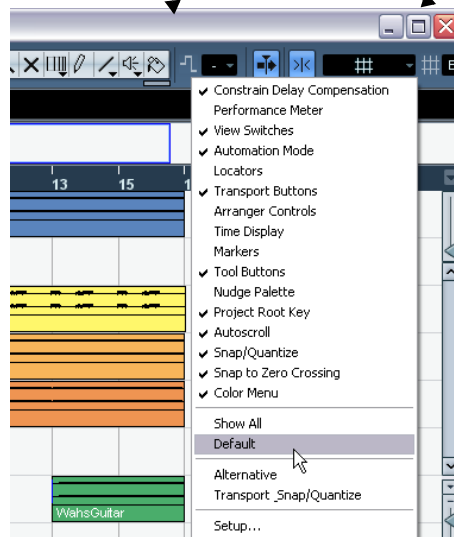 Constrain Delay Compensation
Performance Meter
View Switches
Automation Mode
Locators
Transport Buttons
Arranger Controls
Time Display
Markers
Tool Buttons
Nudge Palette
Project Root Key
Autoscroll
Snap/Quantize
Snap to Zero Crossing
Color Menu
Show All
Default
Alternative
Transport_Snap/Quantize
Setup...
13 15
WahsGuitar